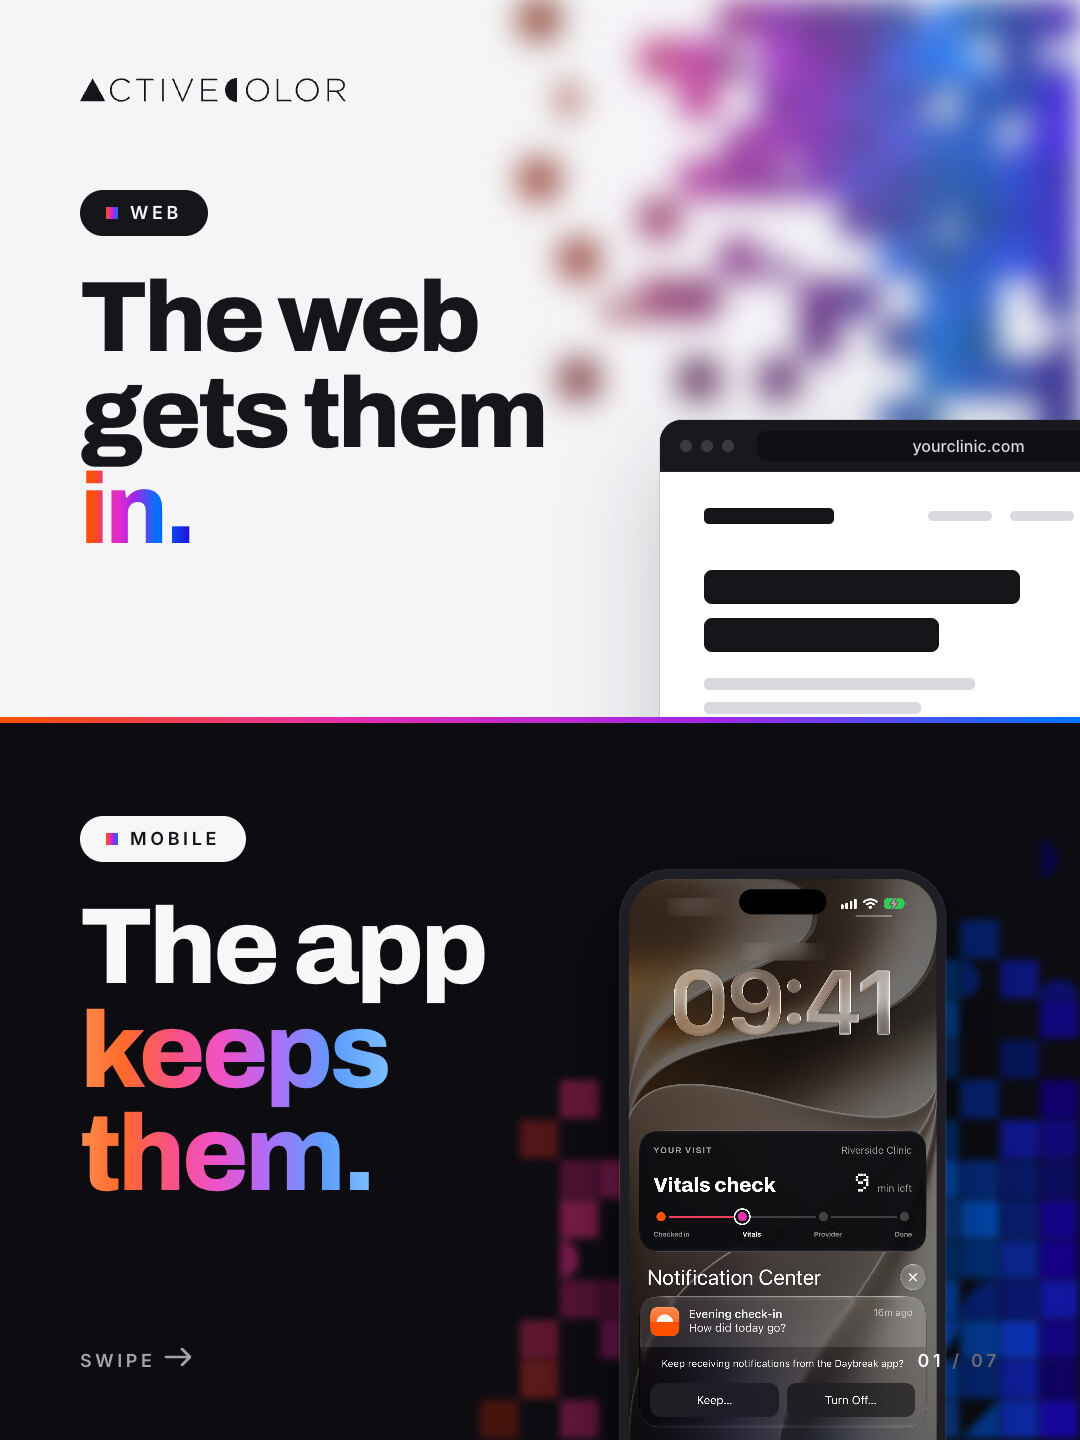 ACTIVECOLOR
WEB
The web
gets them
in.
yourclinic.com
MOBILE
The app
keeps
them.
09:41
YOUR VISIT
Riverside Clinic
Vitals check
9 min left
Checked in
Vitals
Provider
Done
Notification Center
Evening check-in
16m ago
How did today go?
Keep receiving notifications from the Daybreak app?
Keep...
Turn Off...
SWIPE →
01 / 07